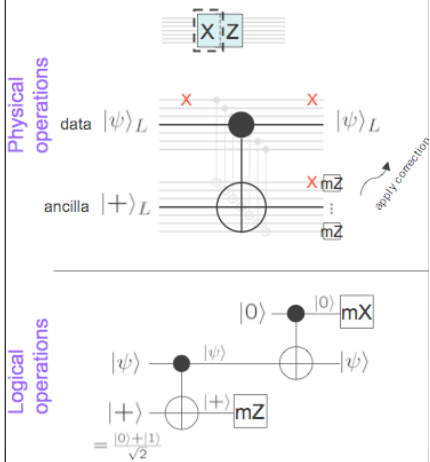 X Z
Physical operations
X X
data |ψ⟩L |ψ⟩L
X mZ
ancilla |+⟩L ⋮ apply correction
mZ
Logical operations
|0⟩ |0⟩ mX
|ψ⟩ |ψ⟩ |ψ⟩
|+⟩ |+⟩ mZ
= |0⟩+|1⟩ / √2